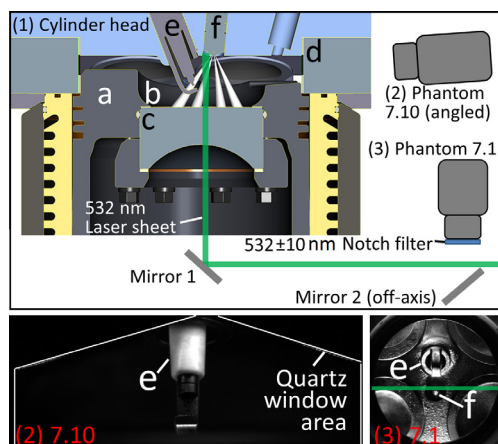 (1) Cylinder head
e
f
d
a
b
c
(2) Phantom
7.10 (angled)
(3) Phantom 7.1
532 nm
Laser sheet
532±10 nm Notch filter
Mirror 1
Mirror 2 (off-axis)
e
Quartz
window
area
(2) 7.10
e
f
(3) 7.1